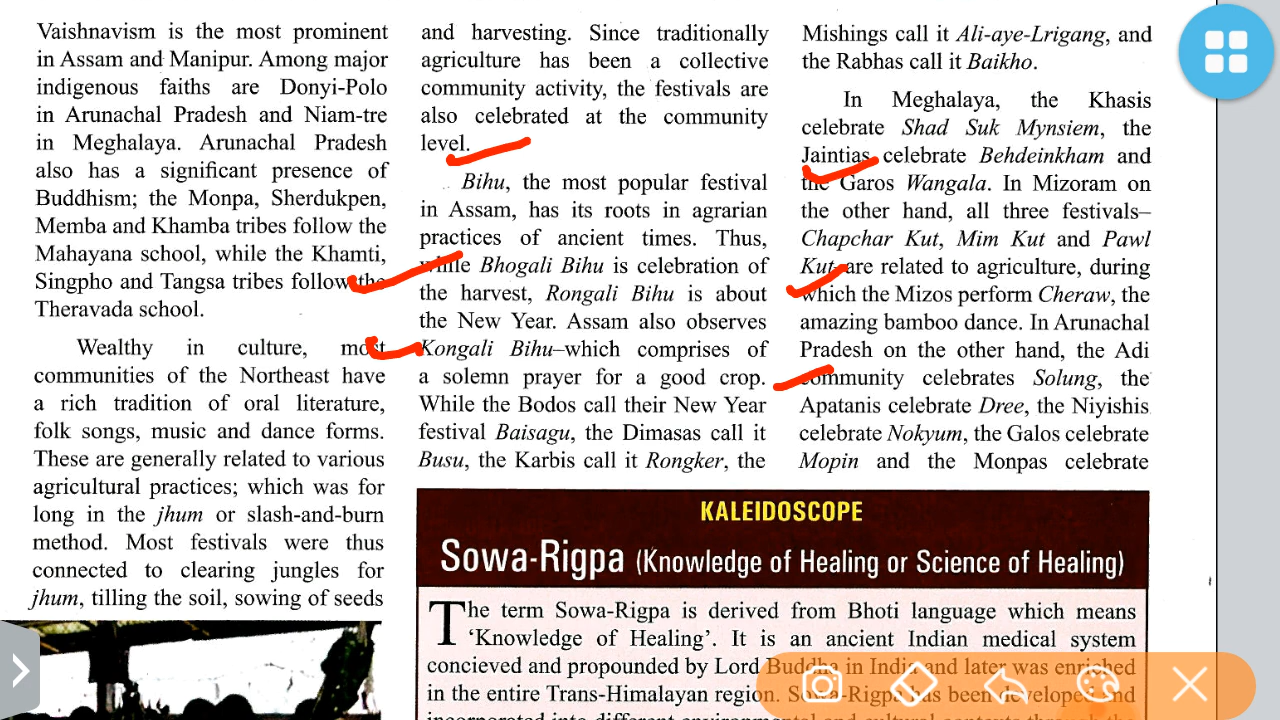 Vaishnavism is the most prominent
in Assam and Manipur. Among major
indigenous faiths are Donyi-Polo
in Arunachal Pradesh and Niam-tre
in Meghalaya. Arunachal Pradesh
also has a significant presence of
Buddhism; the Monpa, Sherdukpen,
Memba and Khamba tribes follow the
Mahayana school, while the Khamti,
Singpho and Tangsa tribes follow the
Theravada school.
Wealthy in culture, most
communities of the Northeast have
a rich tradition of oral literature,
folk songs, music and dance forms.
These are generally related to various
agricultural practices; which was for
long in the jhum or slash-and-burn
method. Most festivals were thus
connected to clearing jungles for
jhum, tilling the soil, sowing of seeds
and harvesting. Since traditionally
agriculture has been a collective
community activity, the festivals are
also celebrated at the community
level.
Bihu, the most popular festival
in Assam, has its roots in agrarian
practices of ancient times. Thus,
while Bhogali Bihu is celebration of
the harvest, Rongali Bihu is about
the New Year. Assam also observes
Kongali Bihu–which comprises of
a solemn prayer for a good crop.
While the Bodos call their New Year
festival Baisagu, the Dimasas call it
Busu, the Karbis call it Rongker, the
Mishings call it Ali-aye-Lrigang, and
the Rabhas call it Baikho.
In Meghalaya, the Khasis
celebrate Shad Suk Mynsiem, the
Jaintias celebrate Behdeinkham and
the Garos Wangala. In Mizoram on
the other hand, all three festivals–
Chapchar Kut, Mim Kut and Pawl
Kut are related to agriculture, during
which the Mizos perform Cheraw, the
amazing bamboo dance. In Arunachal
Pradesh on the other hand, the Adi
community celebrates Solung, the
Apatanis celebrate Dree, the Niyishis
celebrate Nokyum, the Galos celebrate
Mopin and the Monpas celebrate
KALEIDOSCOPE
Sowa-Rigpa (Knowledge of Healing or Science of Healing)
The term Sowa-Rigpa is derived from Bhoti language which means
'Knowledge of Healing'. It is an ancient Indian medical system
concieved and propounded by Lord Buddha in India and later was enriched
in the entire Trans-Himalayan region. Sowa-Rigpa has been developed and